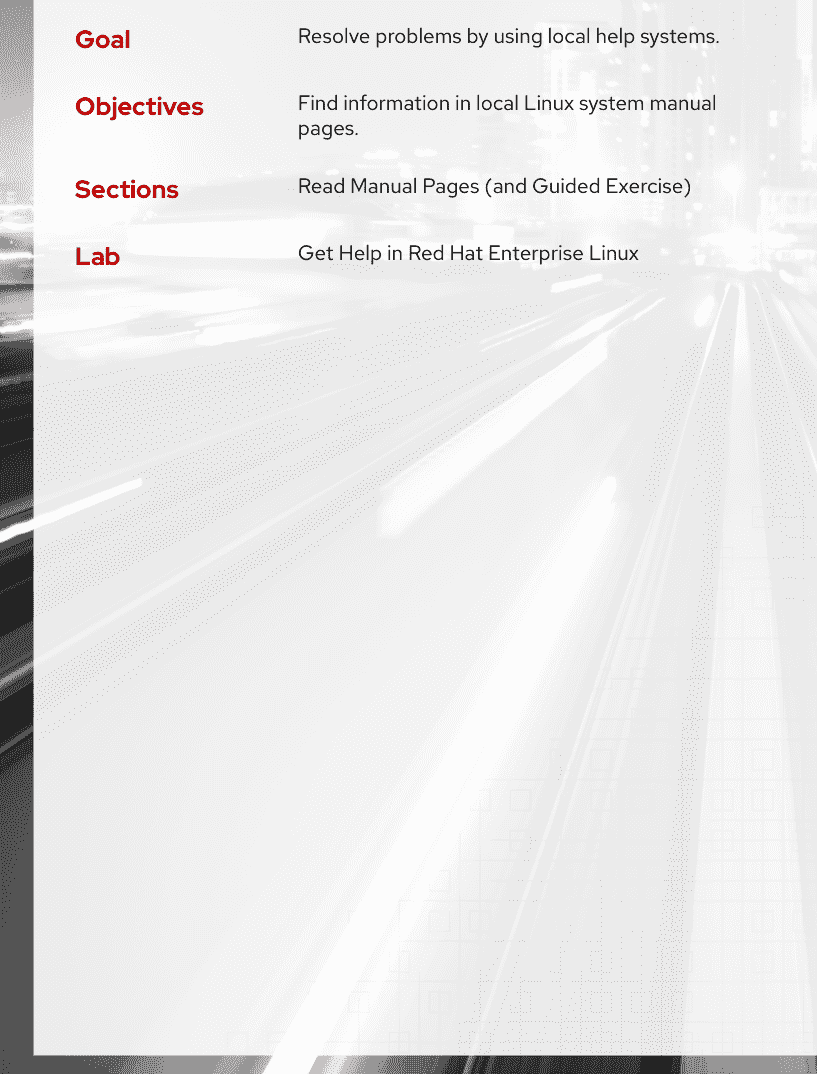 Goal
Resolve problems by using local help systems.
Objectives
Find information in local Linux system manual
pages.
Sections
Read Manual Pages (and Guided Exercise)
Lab
Get Help in Red Hat Enterprise Linux